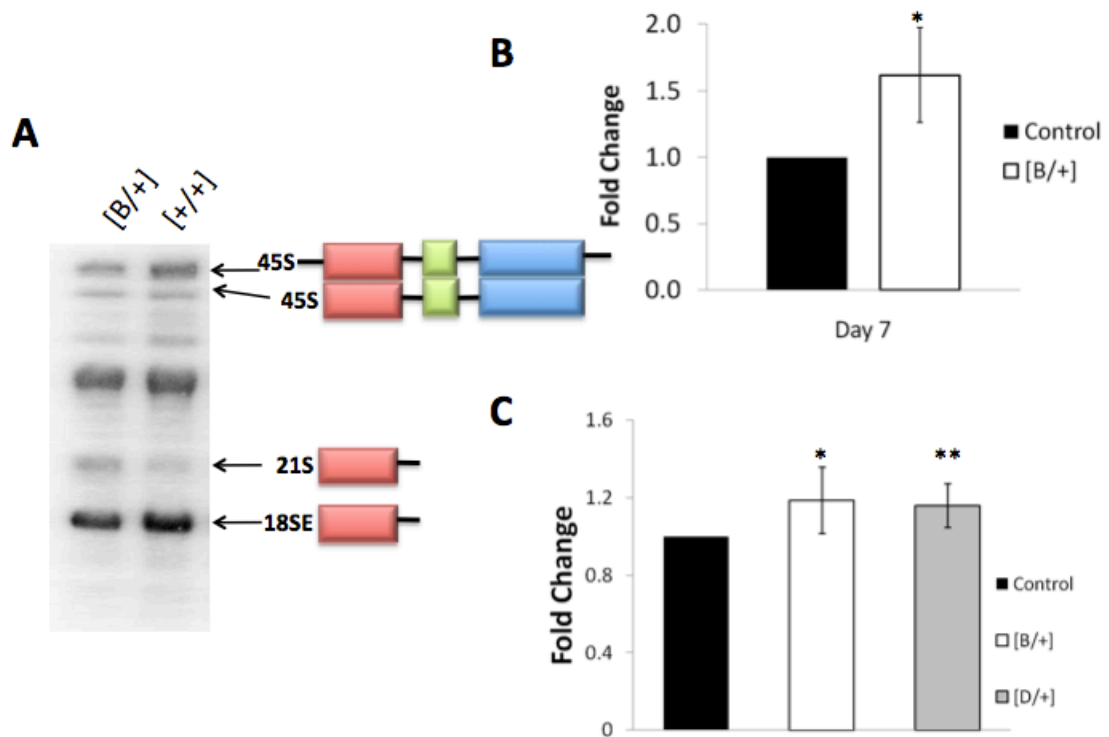 A
[B/+]
[+/+]
45S
45S
21S
18SE
B
Fold Change
2.0
1.5
1.0
0.5
0.0
*
Day 7
Control
[B/+]
C
Fold Change
1.6
1.2
0.8
0.4
0
*
**
Control
[B/+]
[D/+]